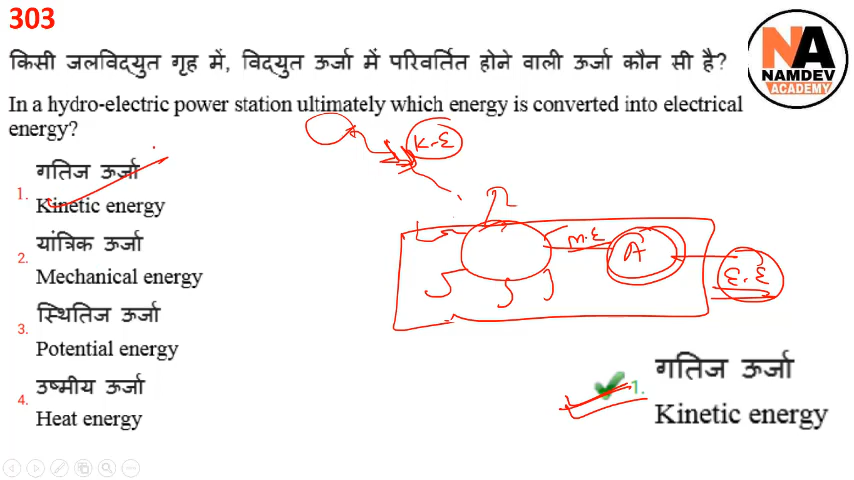 303
किसी जलविद्युत गृह में, विद्युत ऊर्जा में परिवर्तित होने वाली ऊर्जा कौन सी है?
In a hydro-electric power station ultimately which energy is converted into electrical
energy?
NA
NAMDEV
ACADEMY
1. गतिज ऊर्जा
Kinetic energy
2. यांत्रिक ऊर्जा
Mechanical energy
3. स्थितिज ऊर्जा
Potential energy
4. उष्मीय ऊर्जा
Heat energy
K-E
M.E
A
E.E
1. गतिज ऊर्जा
Kinetic energy